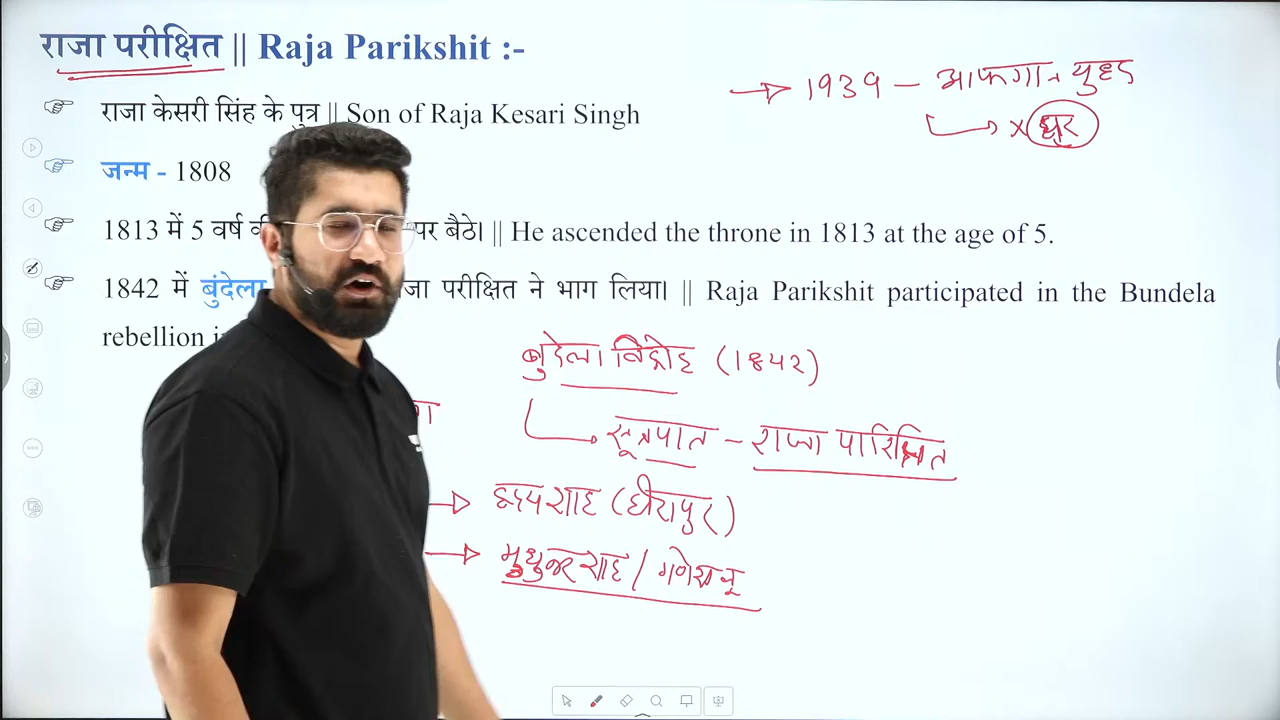 राजा परीक्षित || Raja Parikshit :-
→ 1939 – आफगान युद्ध
राजा केसरी सिंह के पुत्र || Son of Raja Kesari Singh
जन्म - 1808
1813 में 5 वर्ष की पर बैठे। || He ascended the throne in 1813 at the age of 5.
1842 में बुंदेला परीक्षित ने भाग लिया। || Raja Parikshit participated in the Bundela
rebellion
बुंदेला विद्रोह (1842)
सूत्रपात – राजा पारिक्षित
→ हृदयशाह (हीरापुर)
→ मधुकरशाह / गणेशजू